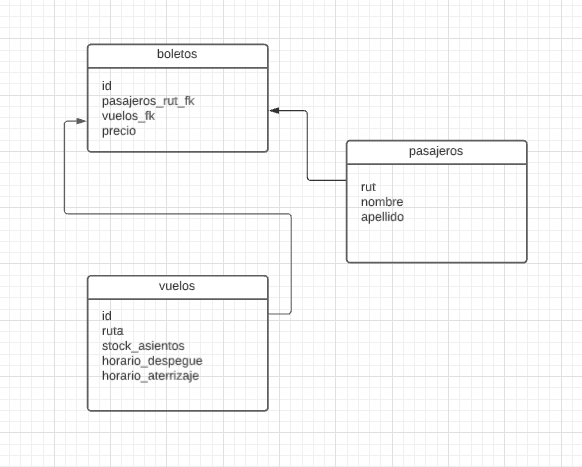 boletos
id
pasajeros_rut_fk
vuelos_fk
precio
pasajeros
rut
nombre
apellido
vuelos
id
ruta
stock_asientos
horario_despegue
horario_aterrizaje